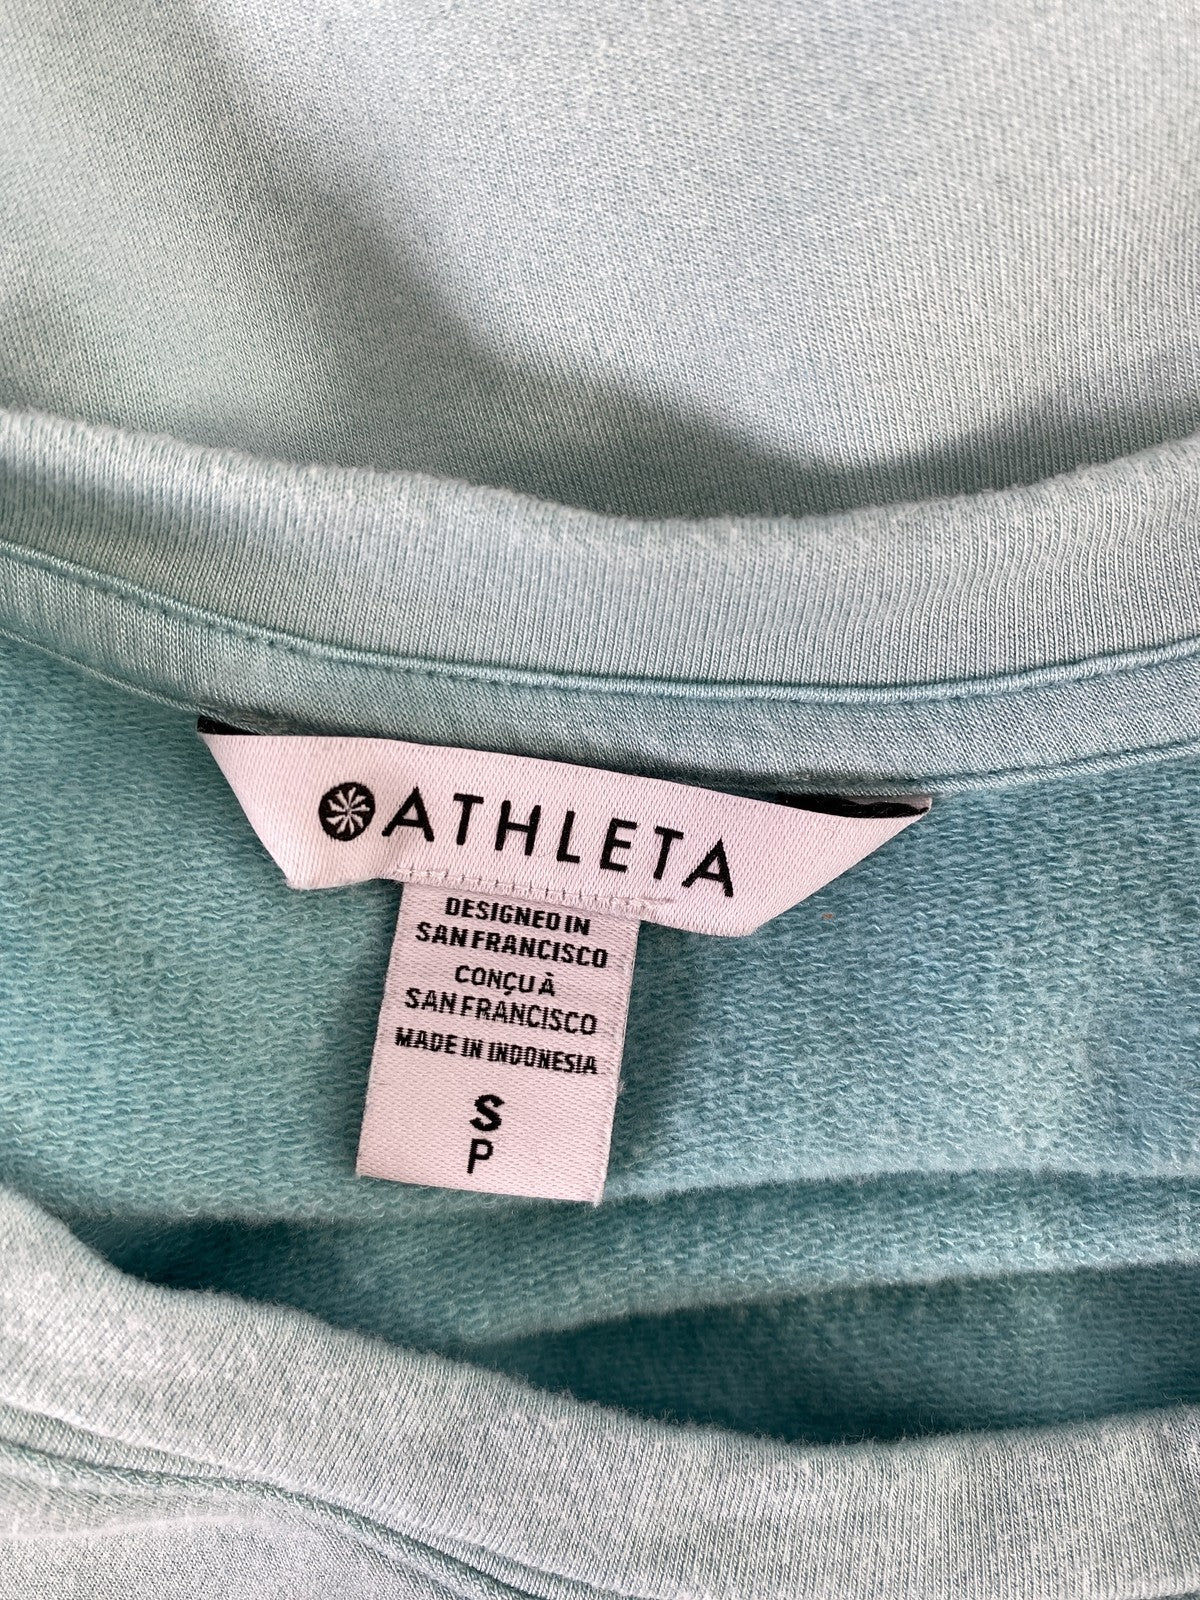 ATHLETA
DESIGNED IN
SAN FRANCISCO
CONÇU À
SAN FRANCISCO
MADE IN INDONESIA
S
P